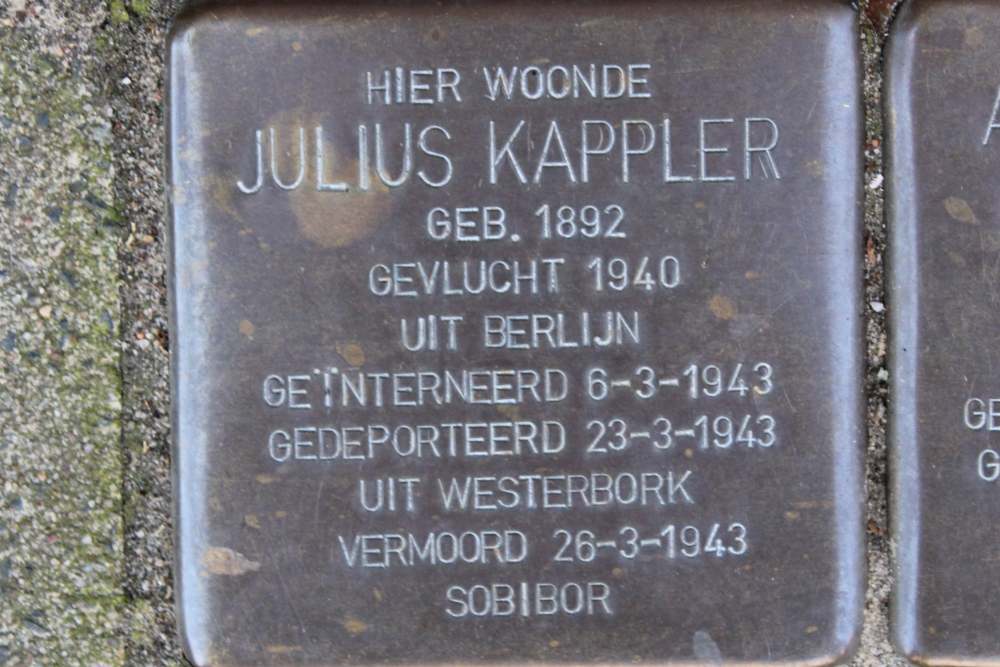 HIER WOONDE
JULIUS KAPPLER
GEB. 1892
GEVLUCHT 1940
UIT BERLIJN
GEÏNTERNEERD 6-3-1943
GEDEPORTEERD 23-3-1943
UIT WESTERBORK
VERMOORD 26-3-1943
SOBIBOR